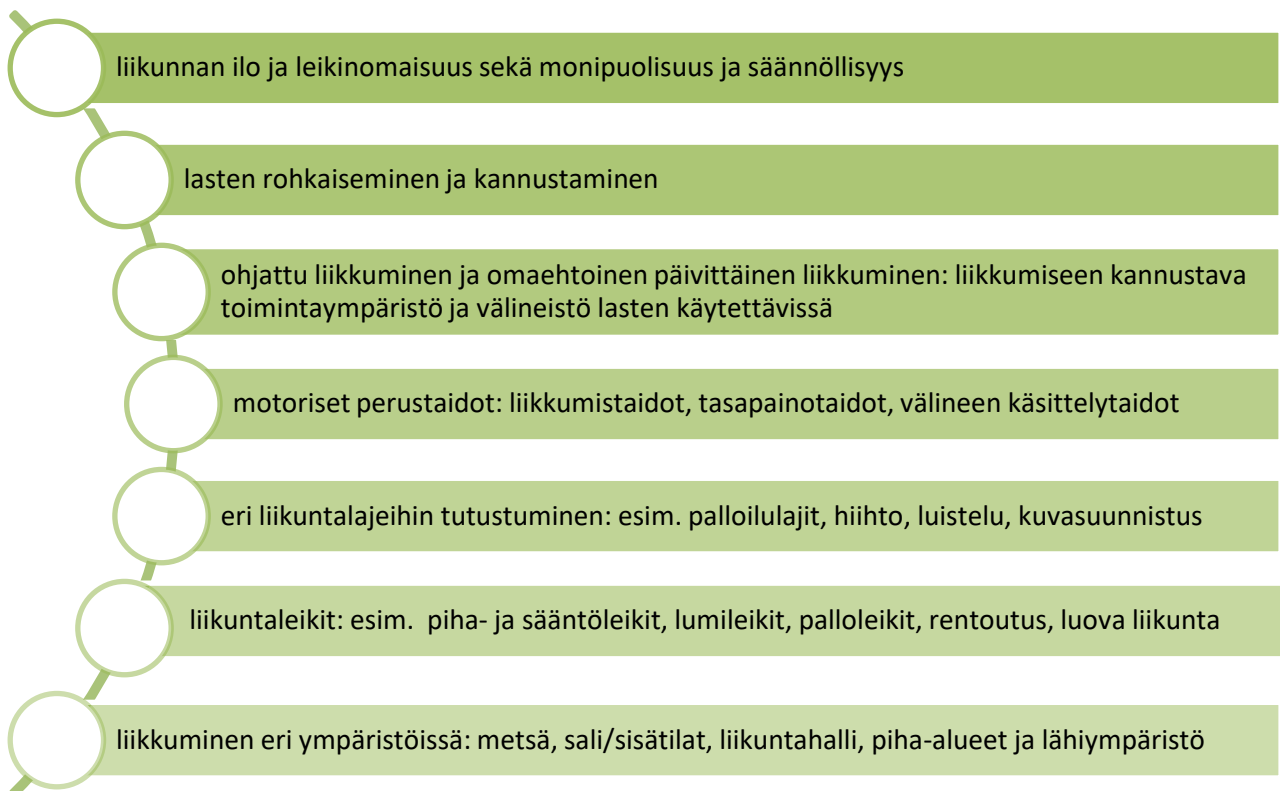 liikunnan ilo ja leikinomaisuus sekä monipuolisuus ja säännöllisyys
lasten rohkaiseminen ja kannustaminen
ohjattu liikkuminen ja omaehtoinen päivittäinen liikkuminen: liikkumiseen kannustava
toimintaympäristö ja välineistö lasten käytettävissä
motoriset perustaidot: liikkumistaidot, tasapainotaidot, välineen käsittelytaidot
eri liikuntalajeihin tutustuminen: esim. palloilulajit, hiihto, luistelu, kuvasuunnistus
liikuntaleikit: esim. piha- ja sääntöleikit, lumileikit, palloleikit, rentoutus, luova liikunta
liikkuminen eri ympäristöissä: metsä, sali/sisätilat, liikuntahalli, piha-alueet ja lähiympäristö